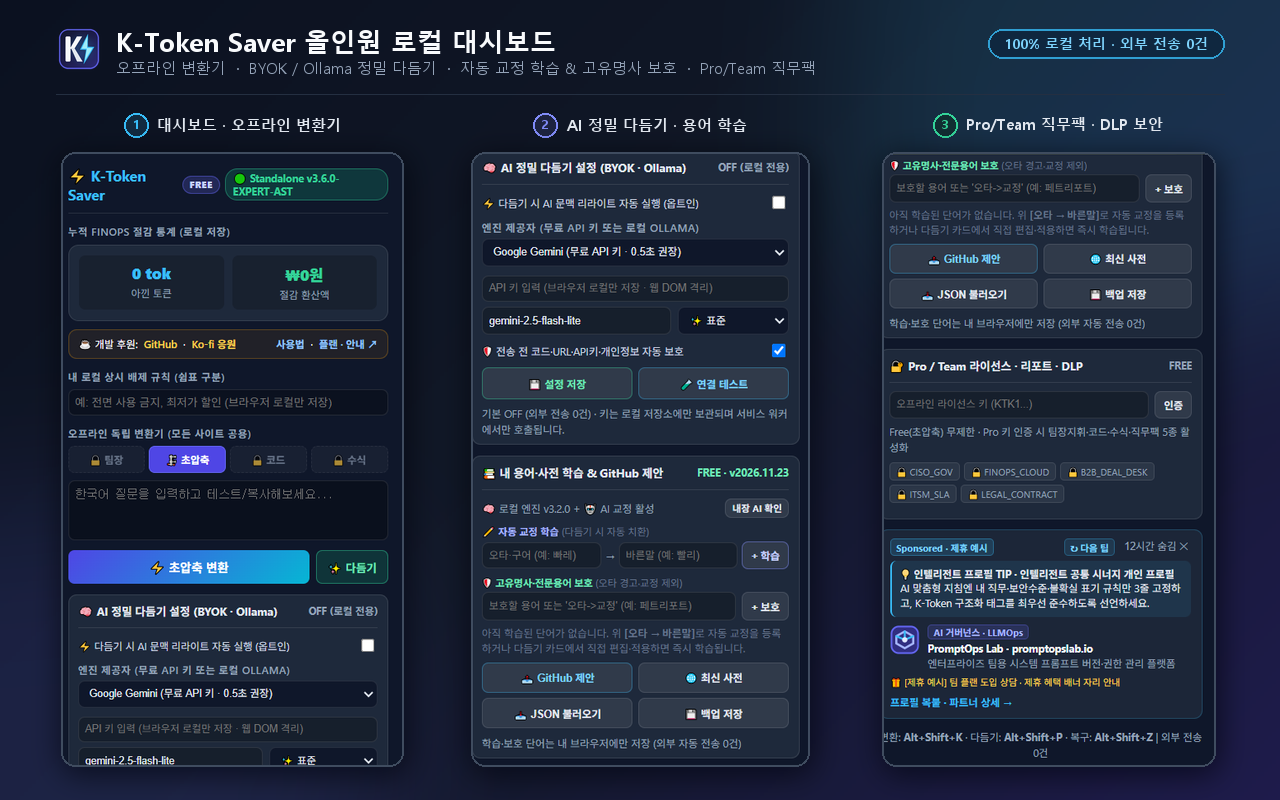 K-Token Saver 올인원 로컬 대시보드
오프라인 변환기 · BYOK / Ollama 정밀 다듬기 · 자동 교정 학습 & 고유명사 보호 · Pro/Team 직무팩
100% 로컬 처리 · 외부 전송 0건
1 대시보드 · 오프라인 변환기
K-Token Saver
FREE
Standalone v3.6.0-EXPERT-AST
누적 FINOPS 절감 통계 (로컬 저장)
0 tok
아낀 토큰
₩0원
절감 환산액
개발 후원: GitHub · Ko-fi 응원
사용법 · 플랜 · 안내 ↗
내 로컬 상시 배제 규칙 (쉼표 구분)
예: 전면 사용 금지, 최저가 할인 (브라우저 로컬만 저장)
오프라인 독립 변환기 (모든 사이트 공용)
팀장
초압축
코드
수식
한국어 질문을 입력하고 테스트/복사해보세요...
초압축 변환
다듬기
AI 정밀 다듬기 설정 (BYOK · Ollama)
OFF (로컬 전용)
다듬기 시 AI 문맥 리라이트 자동 실행 (옵트인)
엔진 제공자 (무료 API 키 또는 로컬 OLLAMA)
Google Gemini (무료 API 키 · 0.5초 권장)
API 키 입력 (브라우저 로컬만 저장 · 웹 DOM 격리)
gemini-2.5-flash-lite
표준
2 AI 정밀 다듬기 · 용어 학습
AI 정밀 다듬기 설정 (BYOK · Ollama)
OFF (로컬 전용)
다듬기 시 AI 문맥 리라이트 자동 실행 (옵트인)
엔진 제공자 (무료 API 키 또는 로컬 OLLAMA)
Google Gemini (무료 API 키 · 0.5초 권장)
API 키 입력 (브라우저 로컬만 저장 · 웹 DOM 격리)
gemini-2.5-flash-lite
표준
전송 전 코드·URL·API키·개인정보 자동 보호
설정 저장
연결 테스트
기본 OFF (외부 전송 0건) · 키는 로컬 저장소에만 보관되며 서비스 워커
에서만 호출됩니다.
내 용어·사전 학습 & GitHub 제안
FREE · v2026.11.23
로컬 엔진 v3.2.0 + AI 교정 활성
내장 AI 확인
자동 교정 학습 (다듬기 시 자동 치환)
오타·구어 (예: 빠레)
→
바른말 (예: 빨리)
+ 학습
고유명사·전문용어 보호 (오타 경고·교정 제외)
보호할 용어 또는 '오타->교정' (예: 페트리포트)
+ 보호
아직 학습된 단어가 없습니다. 위 [오타 → 바른말]로 자동 교정을 등록
하거나 다듬기 카드에서 직접 편집·적용하면 즉시 학습됩니다.
GitHub 제안
최신 사전
JSON 불러오기
백업 저장
학습·보호 단어는 내 브라우저에만 저장 (외부 자동 전송 0건)
3 Pro/Team 직무팩 · DLP 보안
고유명사·전문용어 보호 (오타 경고·교정 제외)
보호할 용어 또는 '오타->교정' (예: 페트리포트)
+ 보호
아직 학습된 단어가 없습니다. 위 [오타 → 바른말]로 자동 교정을 등록
하거나 다듬기 카드에서 직접 편집·적용하면 즉시 학습됩니다.
GitHub 제안
최신 사전
JSON 불러오기
백업 저장
학습·보호 단어는 내 브라우저에만 저장 (외부 자동 전송 0건)
Pro / Team 라이선스 · 리포트 · DLP
FREE
오프라인 라이선스 키 (KTK1...)
인증
Free(초압축) 무제한 · Pro 키 인증 시 팀장지휘·코드·수식·직무팩 5종 활
성화
CISO_GOV
FINOPS_CLOUD
B2B_DEAL_DESK
ITSM_SLA
LEGAL_CONTRACT
Sponsored · 제휴 예시
↻ 다음 팁
12시간 숨김 ✕
인텔리전트 프로필 TIP · 인텔리전트 공통 시너지 개인 프로필
AI 맞춤형 지침엔 내 직무·보안수준·불확실 표기 규칙만 3줄 고정하
고, K-Token 구조화 태그를 최우선 준수하도록 선언하세요.
AI 거버넌스 · LLMOps
PromptOps Lab · promptopslab.io
엔터프라이즈 팀용 시스템 프롬프트 버전·권한 관리 플랫폼
[제휴 예시] 팀 플랜 도입 상담 · 제휴 혜택 배너 자리 안내
프로필 복붙 · 파트너 상세 →
변환: Alt+Shift+K · 다듬기: Alt+Shift+P · 복구: Alt+Shift+Z | 외부 전송
0건